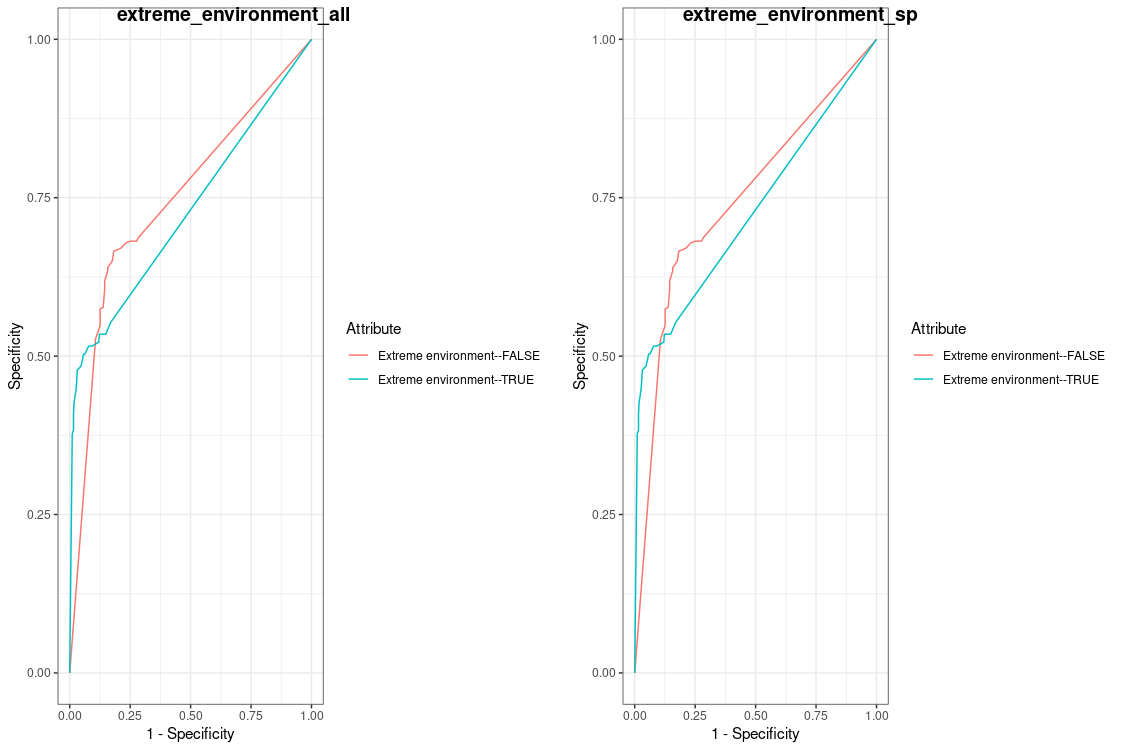 extreme_environment_all
1.00
0.75
0.50
0.25
0.00
Specificity
0.00 0.25 0.50 0.75 1.00
1 - Specificity
Attribute
Extreme environment--FALSE
Extreme environment--TRUE
extreme_environment_sp
1.00
0.75
0.50
0.25
0.00
Specificity
0.00 0.25 0.50 0.75 1.00
1 - Specificity
Attribute
Extreme environment--FALSE
Extreme environment--TRUE